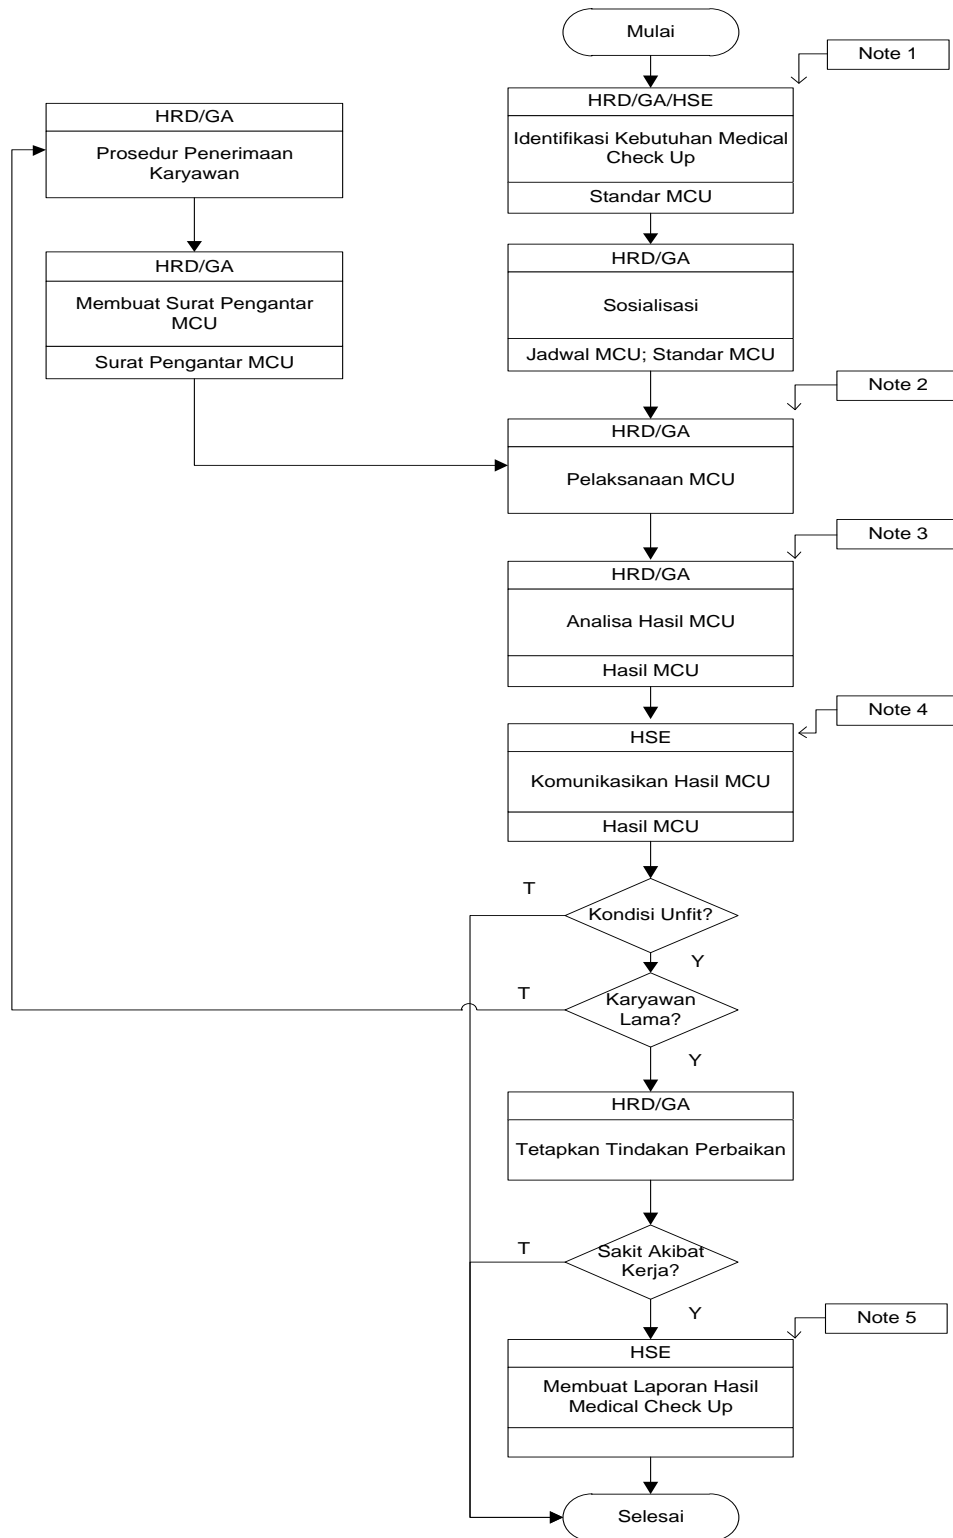 Mulai
Note 1
HRD/GA/HSE
Identifikasi Kebutuhan Medical
Check Up
Standar MCU
HRD/GA
Prosedur Penerimaan
Karyawan
HRD/GA
Membuat Surat Pengantar
MCU
Surat Pengantar MCU
HRD/GA
Sosialisasi
Jadwal MCU; Standar MCU
Note 2
HRD/GA
Pelaksanaan MCU
Note 3
HRD/GA
Analisa Hasil MCU
Hasil MCU
Note 4
HSE
Komunikasikan Hasil MCU
Hasil MCU
T
Kondisi Unfit?
Y
T
Karyawan
Lama?
Y
HRD/GA
Tetapkan Tindakan Perbaikan
T
Sakit Akibat
Kerja?
Y
Note 5
HSE
Membuat Laporan Hasil
Medical Check Up
Selesai